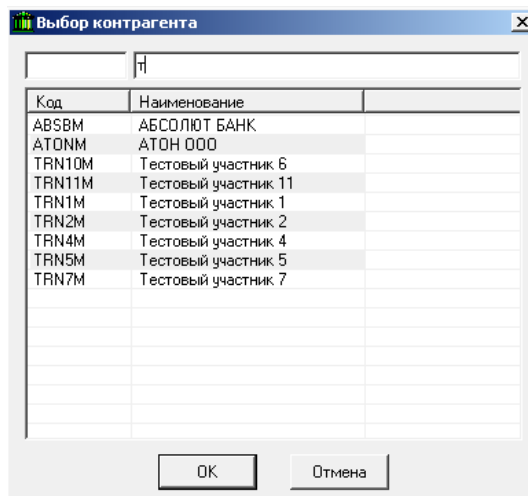 Выбор контрагента
т
Код Наименование
ABSBM АБСОЛЮТ БАНК
ATONM АТОН ООО
TRN10M Тестовый участник 6
TRN11M Тестовый участник 11
TRN1M Тестовый участник 1
TRN2M Тестовый участник 2
TRN4M Тестовый участник 4
TRN5M Тестовый участник 5
TRN7M Тестовый участник 7
OK Отмена